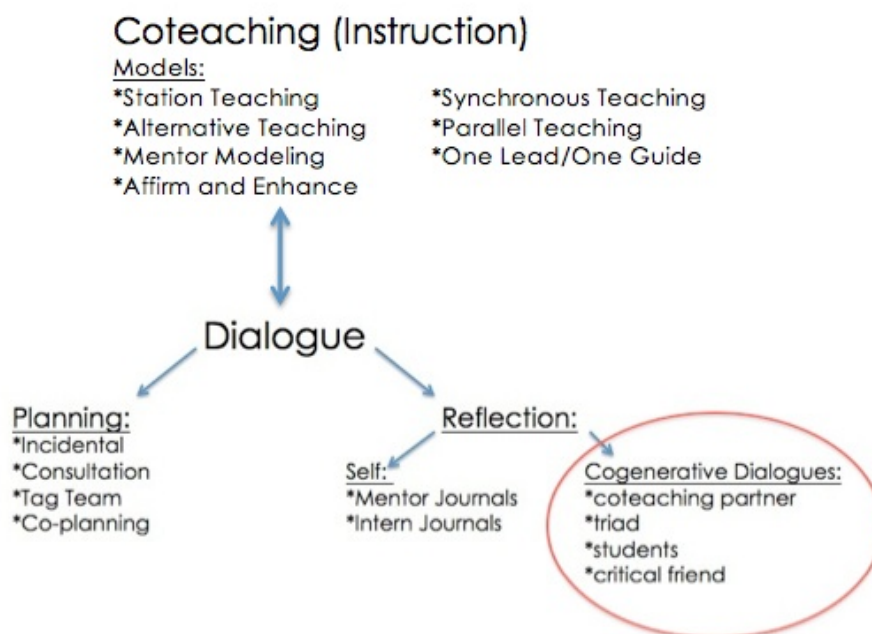 Coteaching (Instruction)
Models:
*Station Teaching
*Alternative Teaching
*Mentor Modeling
*Affirm and Enhance
*Synchronous Teaching
*Parallel Teaching
*One Lead/One Guide
Dialogue
Planning:
*Incidental
*Consultation
*Tag Team
*Co-planning
Reflection:
Self:
*Mentor Journals
*Intern Journals
Cogenerative Dialogues:
*coteaching partner
*triad
*students
*critical friend